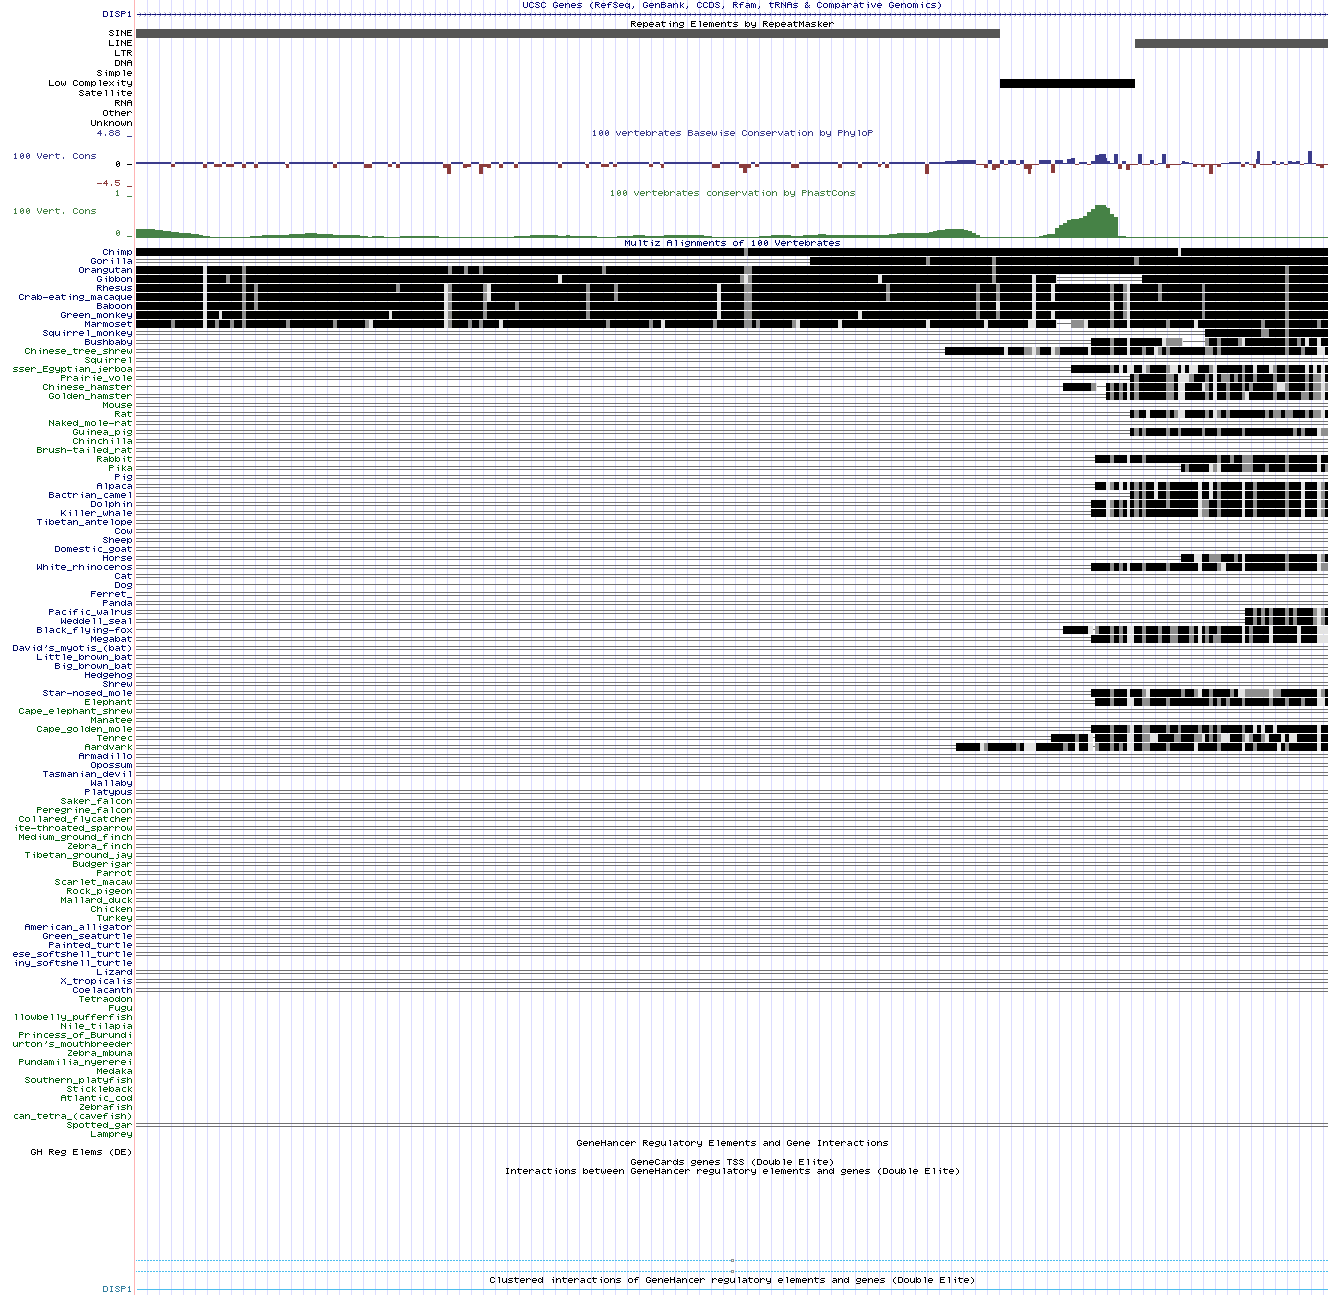 UCSC Genes (RefSeq, GenBank, CCDS, Rfam, tRNAs & Comparative Genomics)
DISP1
Repeating Elements by RepeatMasker
SINE
LINE
LTR
DNA
Simple
Low Complexity
Satellite
RNA
Other
Unknown
4.88 _
100 vertebrates Basewise Conservation by PhyloP
100 Vert. Cons
0 _
-4.5 _
1 _
100 vertebrates conservation by PhastCons
100 Vert. Cons
0 _
Multiz Alignments of 100 Vertebrates
Chimp
Gorilla
Orangutan
Gibbon
Rhesus
Crab-eating_macaque
Baboon
Green_monkey
Marmoset
Squirrel_monkey
Bushbaby
Chinese_tree_shrew
Squirrel
sser_Egyptian_jerboa
Prairie_vole
Chinese_hamster
Golden_hamster
Mouse
Rat
Naked_mole-rat
Guinea_pig
Chinchilla
Brush-tailed_rat
Rabbit
Pika
Pig
Alpaca
Bactrian_camel
Dolphin
Killer_whale
Tibetan_antelope
Cow
Sheep
Domestic_goat
Horse
White_rhinoceros
Cat
Dog
Ferret_
Panda
Pacific_walrus
Weddell_seal
Black_flying-fox
Megabat
David's_myotis_(bat)
Little_brown_bat
Big_brown_bat
Hedgehog
Shrew
Star-nosed_mole
Elephant
Cape_elephant_shrew
Manatee
Cape_golden_mole
Tenrec
Aardvark
Armadillo
Opossum
Tasmanian_devil
Wallaby
Platypus
Saker_falcon
Peregrine_falcon
Collared_flycatcher
ite-throated_sparrow
Medium_ground_finch
Zebra_finch
Tibetan_ground_jay
Budgerigar
Parrot
Scarlet_macaw
Rock_pigeon
Mallard_duck
Chicken
Turkey
American_alligator
Green_seaturtle
Painted_turtle
ese_softshell_turtle
iny_softshell_turtle
Lizard
X_tropicalis
Coelacanth
Tetraodon
Fugu
llowbelly_pufferfish
Nile_tilapia
Princess_of_Burundi
urton's_mouthbreeder
Zebra_mbuna
Pundamilia_nyererei
Medaka
Southern_platyfish
Stickleback
Atlantic_cod
Zebrafish
can_tetra_(cavefish)
Spotted_gar
Lamprey
GeneHancer Regulatory Elements and Gene Interactions
GH Reg Elems (DE)
GeneCards genes TSS (Double Elite)
Interactions between GeneHancer regulatory elements and genes (Double Elite)
Clustered interactions of GeneHancer regulatory elements and genes (Double Elite)
DISP1